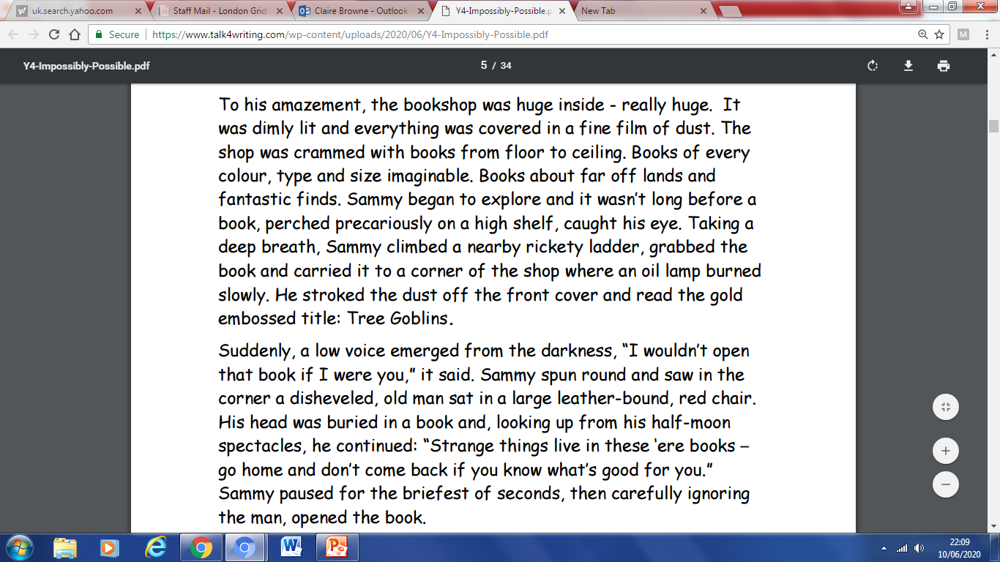 uk.search.yahoo.com
Staff Mail - London Grid
Claire Browne - Outlook
Y4-Impossibly-Possible.p
New Tab
Secure
https://www.talk4writing.com/wp-content/uploads/2020/06/Y4-Impossibly-Possible.pdf
M
Y4-Impossibly-Possible.pdf
5 / 34
To his amazement, the bookshop was huge inside - really huge.  It
was dimly lit and everything was covered in a fine film of dust. The
shop was crammed with books from floor to ceiling. Books of every
colour, type and size imaginable. Books about far off lands and
fantastic finds. Sammy began to explore and it wasn’t long before a
book, perched precariously on a high shelf, caught his eye. Taking a
deep breath, Sammy climbed a nearby rickety ladder, grabbed the
book and carried it to a corner of the shop where an oil lamp burned
slowly. He stroked the dust off the front cover and read the gold
embossed title: Tree Goblins.
Suddenly, a low voice emerged from the darkness, “I wouldn’t open
that book if I were you,” it said. Sammy spun round and saw in the
corner a disheveled, old man sat in a large leather-bound, red chair.
His head was buried in a book and, looking up from his half-moon
spectacles, he continued: “Strange things live in these ‘ere books –
go home and don’t come back if you know what’s good for you.”
Sammy paused for the briefest of seconds, then carefully ignoring
the man, opened the book.
22:09
10/06/2020